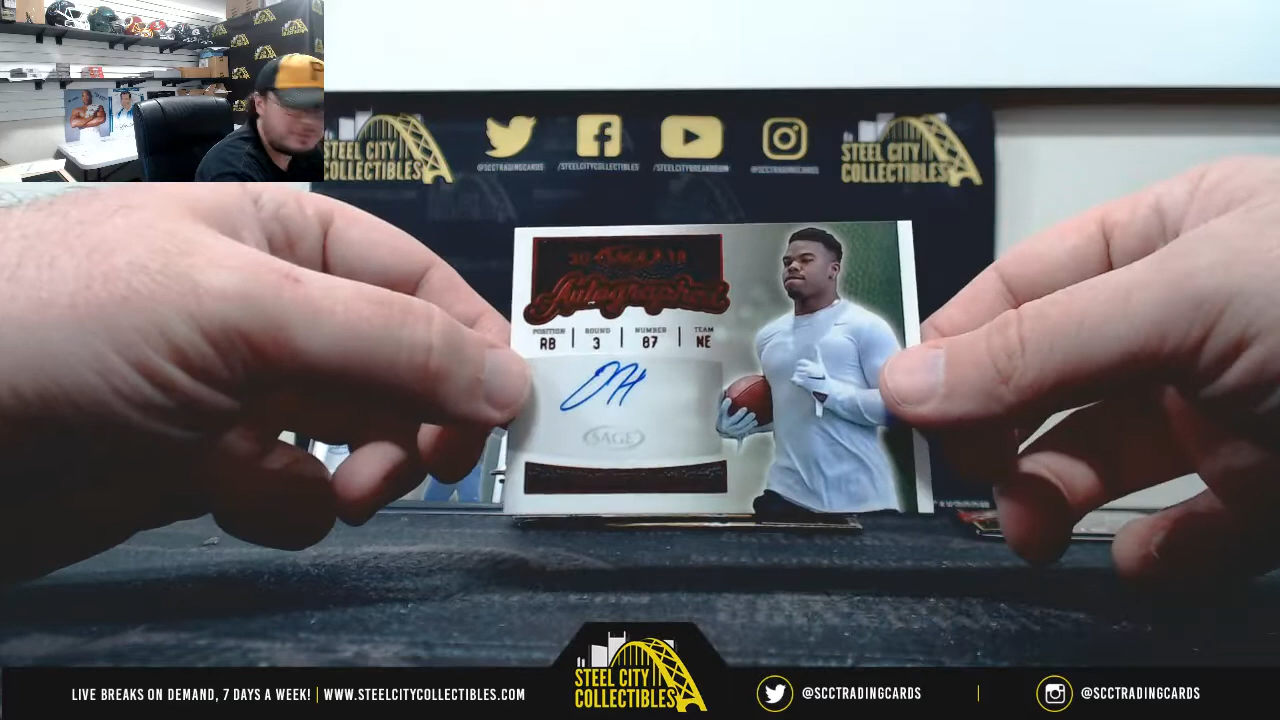 STEEL CITY
COLLECTIBLES
@SCCTRADINGCARDS
/STEELCITYCOLLECTIBLES
/STEELCITYBREAKROOM
@SCCTRADINGCARDS
STEEL CITY
COLLECTIBLES
SAGE
Autographed
POSITION
RB
ROUND
3
NUMBER
87
TEAM
NE
SAGE
LIVE BREAKS ON DEMAND, 7 DAYS A WEEK! | WWW.STEELCITYCOLLECTIBLES.COM
STEEL CITY
COLLECTIBLES
@SCCTRADINGCARDS
@SCCTRADINGCARDS